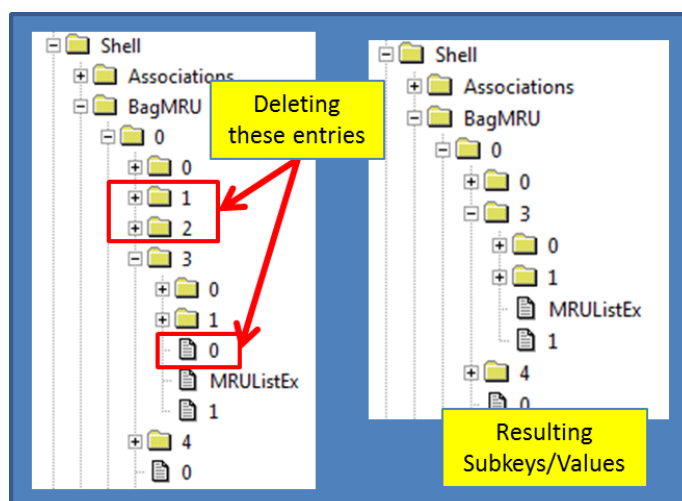 Shell
Associations
BagMRU
0
0
1
2
3
0
1
0
MRUListEx
1
4
0
Deleting
these entries
Shell
Associations
BagMRU
0
0
3
0
1
MRUListEx
1
4
0
Resulting
Subkeys/Values